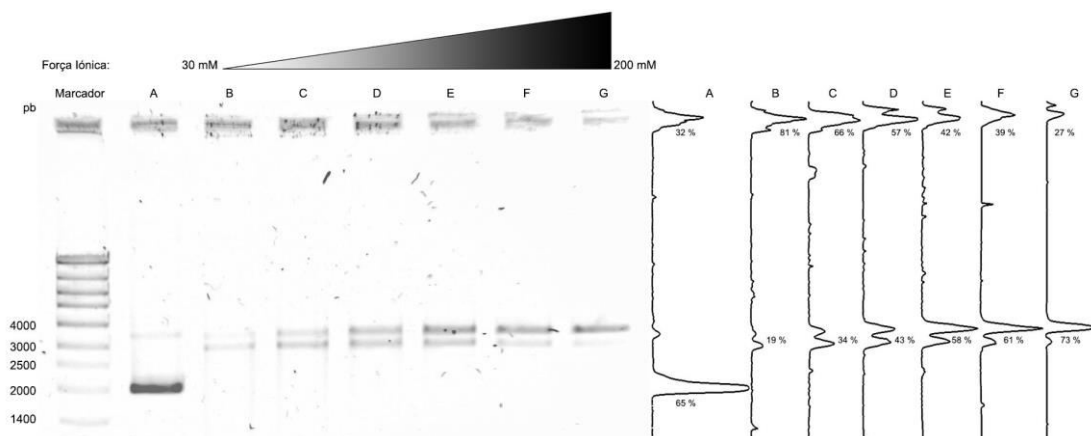 Força Iónica: 30 mM 200 mM
Marcador A B C D E F G A B C D E F G
pb
32 % 81 % 66 % 57 % 42 % 39 % 27 %
4000
3000 19 % 34 % 43 % 58 % 61 % 73 %
2500
2000
65 %
1400